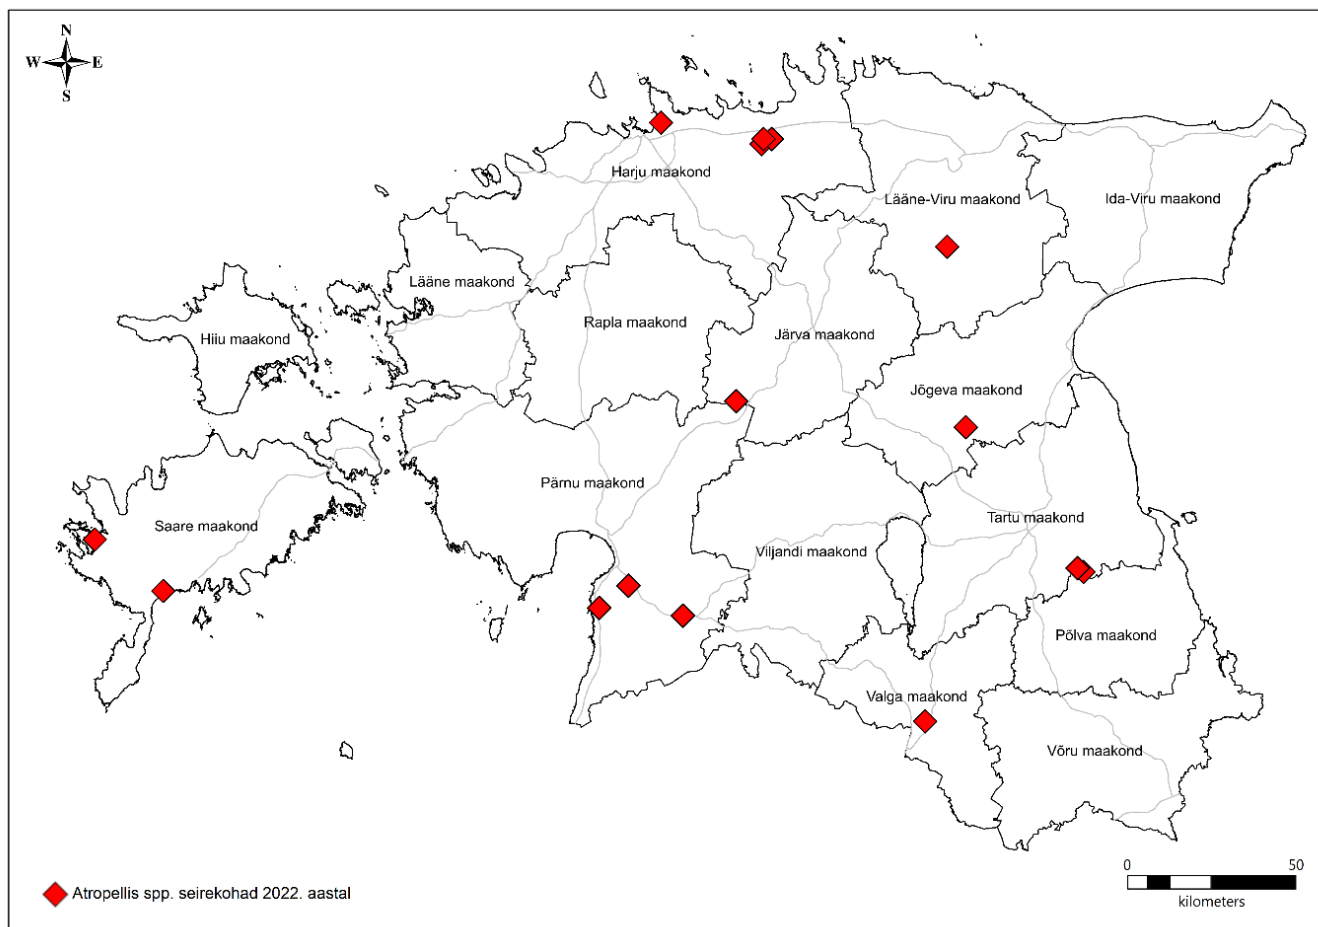 N
W E
S
Harju maakond
Lääne-Viru maakond
Ida-Viru maakond
Lääne maakond
Hiiu maakond
Rapla maakond
Järva maakond
Jõgeva maakond
Pärnu maakond
Saare maakond
Tartu maakond
Viljandi maakond
Põlva maakond
Valga maakond
Võru maakond
0 50
kilometers
Atropellis spp. seirekohad 2022. aastal